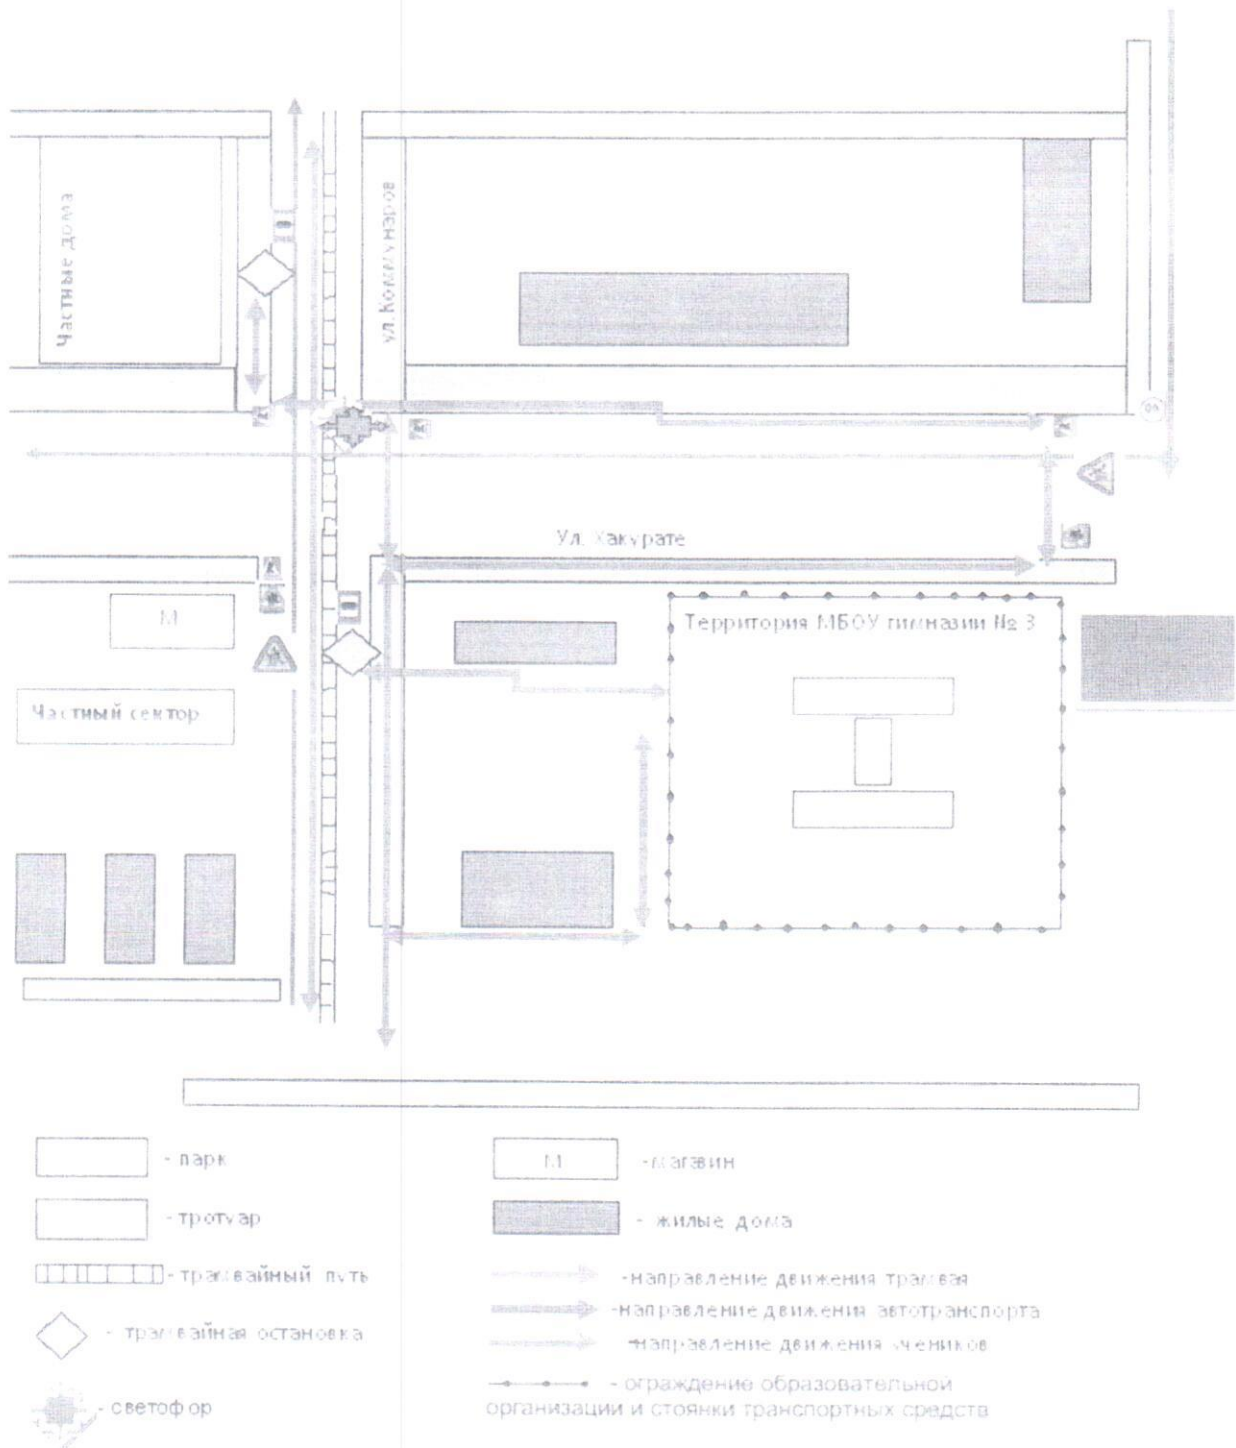 Частные дома
ул. Коммунаров
Ул. Хакурате
М
Территория МБОУ гимназии № 3
Частный сектор
- парк
М
- магазин
- тротуар
- жилые дома
- трамвайный путь
- направление движения трамвая
- направление движения автотранспорта
- трамвайная остановка
- направление движения учеников
- светофор
- ограждение образовательной
организации и стоянки транспортных средств